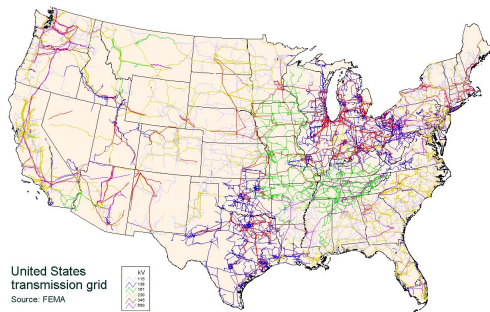 United States
transmission grid
Source: FEMA
kV
115
138
161
230
345
500